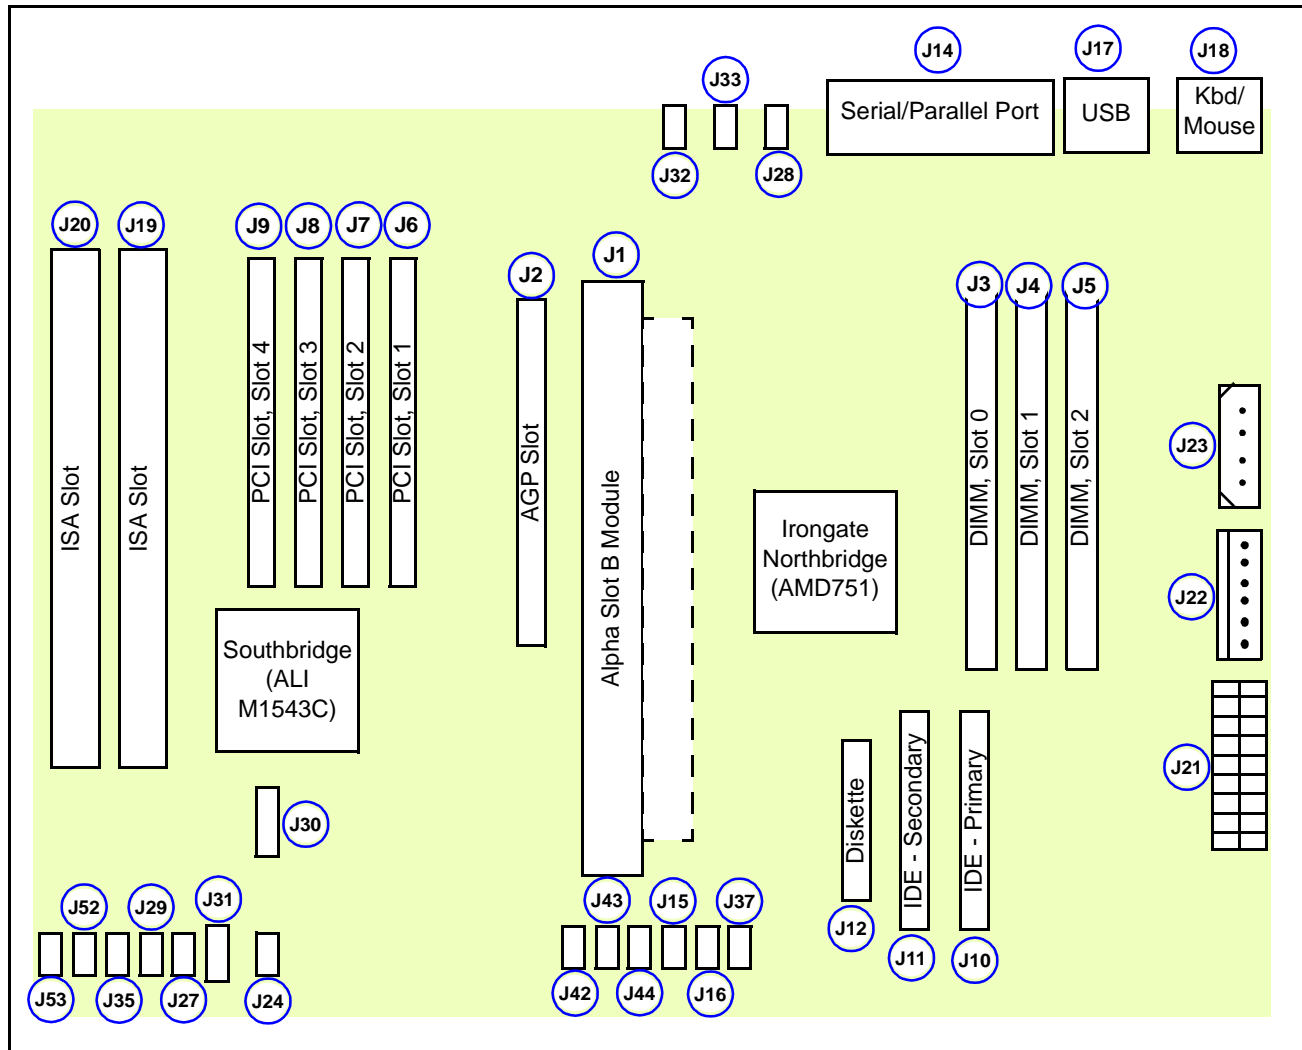 J14
J17
J18
J33
Serial/Parallel Port
USB
Kbd/
Mouse
J32
J28
J20
J19
J9
J8
J7
J6
J2
J1
J3
J4
J5
ISA Slot
ISA Slot
PCI Slot, Slot 4
PCI Slot, Slot 3
PCI Slot, Slot 2
PCI Slot, Slot 1
AGP Slot
Alpha Slot B Module
Irongate
Northbridge
(AMD751)
DIMM, Slot 0
DIMM, Slot 1
DIMM, Slot 2
J23
J22
J21
Southbridge
(ALI
M1543C)
J30
Diskette
IDE - Secondary
IDE - Primary
J12
J11
J10
J52
J29
J31
J43
J15
J37
J53
J35
J27
J24
J42
J44
J16